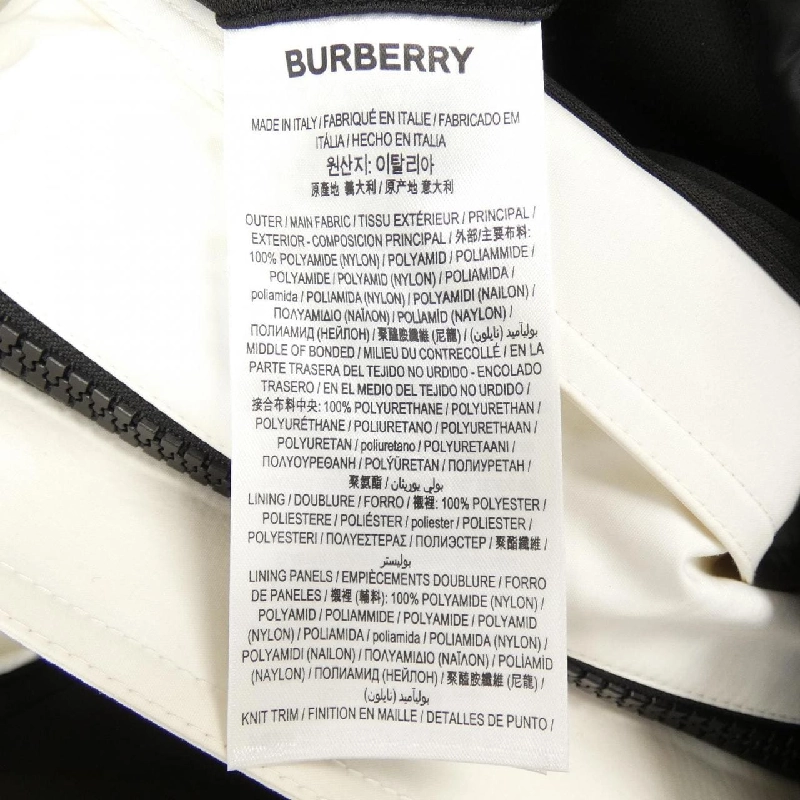 BURBERRY
MADE IN ITALY / FABRIQUÉ EN ITALIE / FABRICADO EM
ITÁLIA / HECHO EN ITALIA
원산지: 이탈리아
原產地 義大利 / 原产地 意大利
OUTER / MAIN FABRIC / TISSU EXTÉRIEUR / PRINCIPAL /
EXTERIOR - COMPOSICION PRINCIPAL / 外部/主要布料:
100% POLYAMIDE (NYLON) / POLYAMID / POLIAMMIDE /
POLYAMIDE / POLYAMID (NYLON) / POLIAMIDA /
poliamida / POLIAMIDA (NYLON) / POLYAMIDI (NAILON) /
ΠΟΛΥΑΜΙΔΙΟ (ΝΑΪΛΟΝ) / POLİAMİD (NAYLON) /
ПОЛИАМИД (НЕЙЛОН) / 聚醯胺纖維 (尼龍) / بوليآميد (نايلون)
MIDDLE OF BONDED / MILIEU DU CONTRECOLLÉ / EN LA
PARTE TRASERA DEL TEJIDO NO URDIDO - ENCOLADO
TRASERO / EN EL MEDIO DEL TEJIDO NO URDIDO /
接合布料中央: 100% POLYURETHANE / POLYURETHAN /
POLYURÉTHANE / POLIURETANO / POLYURETHAAN /
POLYURETAN / poliuretano / POLYURETAANI /
ΠΟΛΥΟΥΡΕΘΑΝΗ / POLYÜRETAN / ПОЛИУРЕТАН /
聚氨酯 / بولي يوريثان
LINING / DOUBLURE / FORRO / 襯裡: 100% POLYESTER /
POLIESTERE / POLIÉSTER / poliester / POLIESTER /
POLYESTERI / ΠΟΛΥΕΣΤΕΡΑΣ / ПОЛИЭСТЕР / 聚酯纖維 /
بوليستر
LINING PANELS / EMPIÈCEMENTS DOUBLURE / FORRO
DE PANELES / 襯裡 (輔料): 100% POLYAMIDE (NYLON) /
POLYAMID / POLIAMMIDE / POLYAMIDE / POLYAMID
(NYLON) / POLIAMIDA / poliamida / POLIAMIDA (NYLON) /
POLYAMIDI (NAILON) / ΠΟΛΥΑΜΙΔΙΟ (ΝΑΪΛΟΝ) / POLİAMİD
(NAYLON) / ПОЛИАМИД (НЕЙЛОН) / 聚醯胺纖維 (尼龍) /
بوليآميد (نايلون)
KNIT TRIM / FINITION EN MAILLE / DETALLES DE PUNTO /